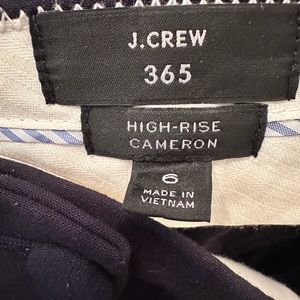 J.CREW
365
HIGH-RISE
CAMERON
6
MADE IN
VIETNAM